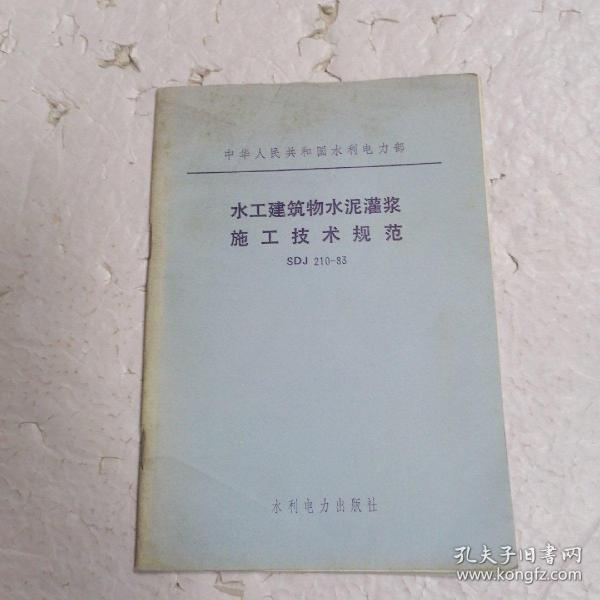 中华人民共和国水利电力部
水工建筑物水泥灌浆
施工技术规范
SDJ 210-83
水利电力出版社
孔夫子旧书网
www.kongfz.com